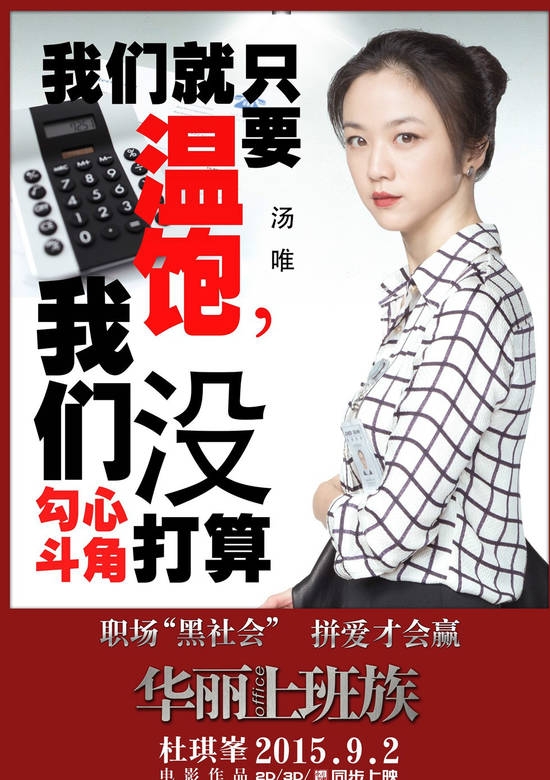 我们就只要
温饱，
汤唯
我们没
勾心
斗角打算
职场“黑社会” 拼爱才会赢
华丽上班族
office
杜琪峯 2015.9.2
电影作品 2D/3D/同步上映